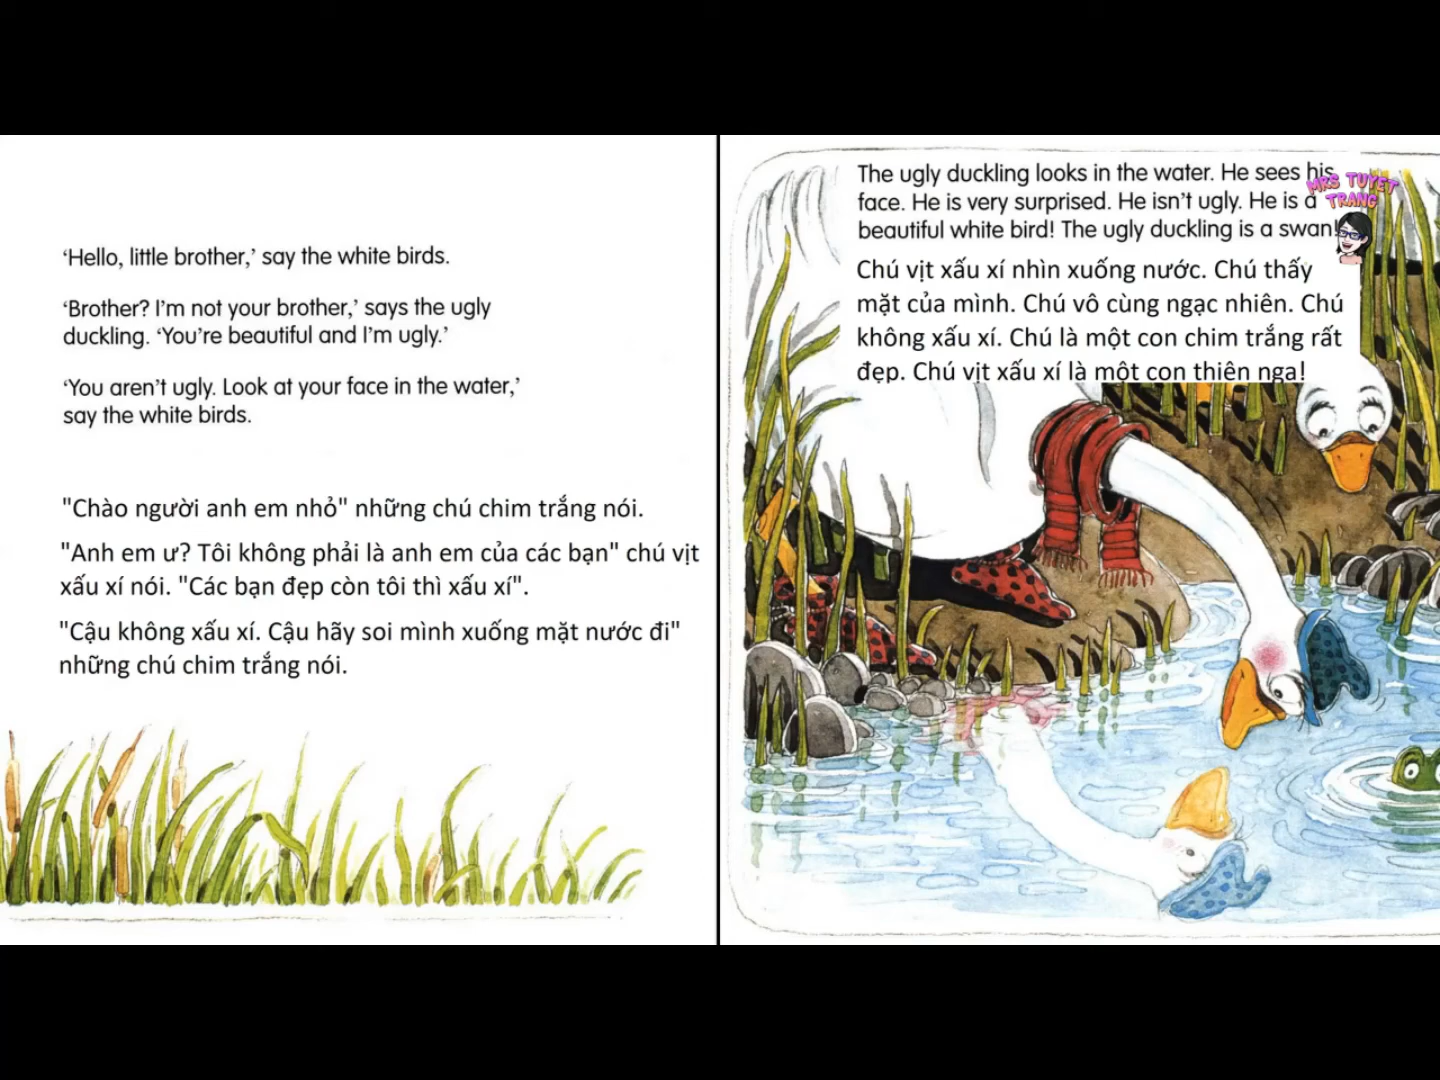 ‘Hello, little brother,’ say the white birds.
‘Brother? I’m not your brother,’ says the ugly
duckling. ‘You’re beautiful and I’m ugly.’
‘You aren’t ugly. Look at your face in the water,’
say the white birds.
"Chào người anh em nhỏ" những chú chim trắng nói.
"Anh em ư? Tôi không phải là anh em của các bạn" chú vịt
xấu xí nói. "Các bạn đẹp còn tôi thì xấu xí".
"Cậu không xấu xí. Cậu hãy soi mình xuống mặt nước đi"
những chú chim trắng nói.
The ugly duckling looks in the water. He sees his
face. He is very surprised. He isn’t ugly. He is a
beautiful white bird! The ugly duckling is a swan!
Chú vịt xấu xí nhìn xuống nước. Chú thấy
mặt của mình. Chú vô cùng ngạc nhiên. Chú
không xấu xí. Chú là một con chim trắng rất
đẹp. Chú vịt xấu xí là một con thiên nga!
MRS TUYET
TRANG